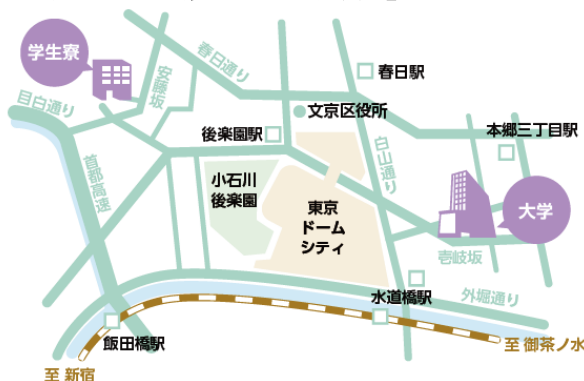 学生寮
春日通り
安藤坂
目白通り
首都高速
春日駅
文京区役所
後楽園駅
本郷三丁目駅
白山通り
小石川
後楽園
東京
ドーム
シティ
大学
壱岐坂
水道橋駅
外堀通り
飯田橋駅
至 新宿
至 御茶ノ水